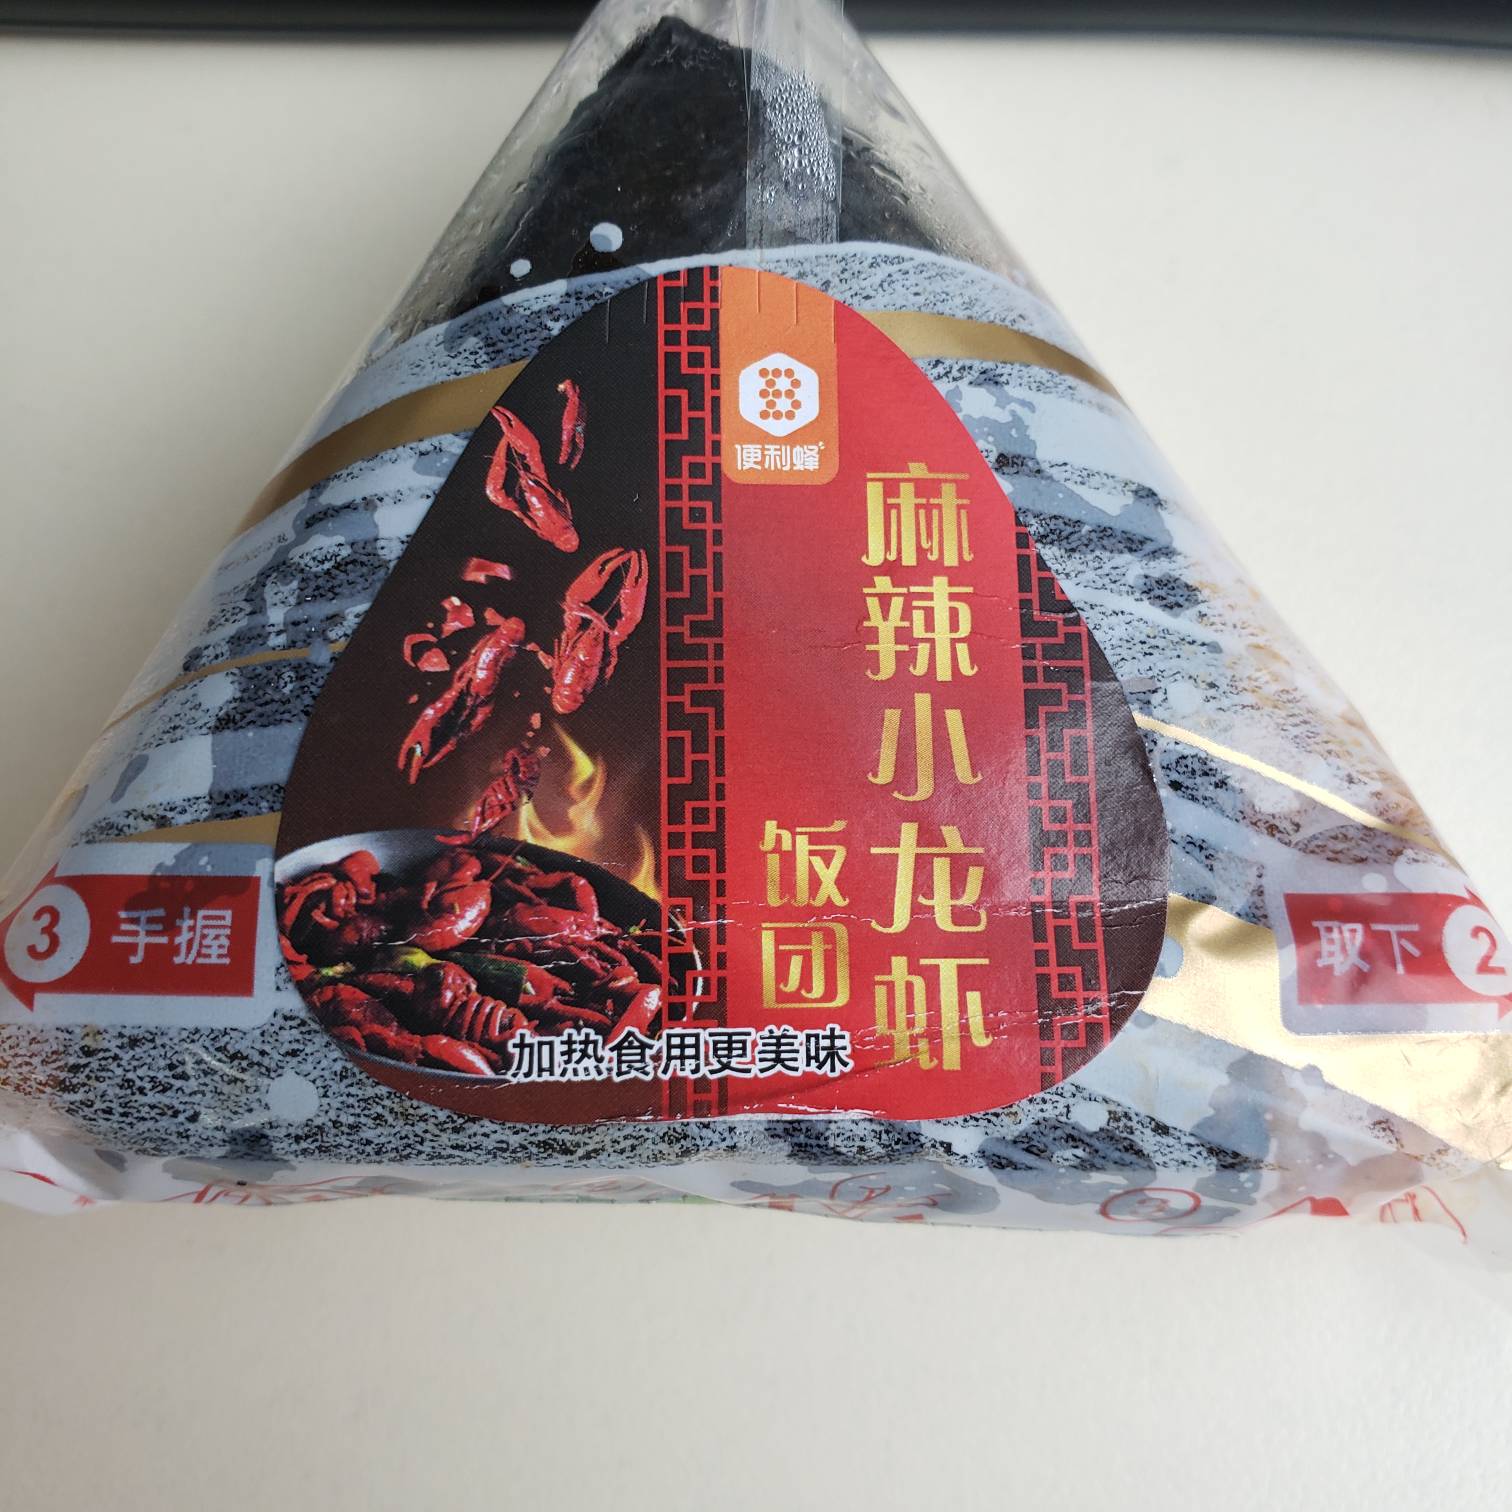 便利蜂
麻辣小龙虾
饭团
加热食用更美味
3 手握
取下 2